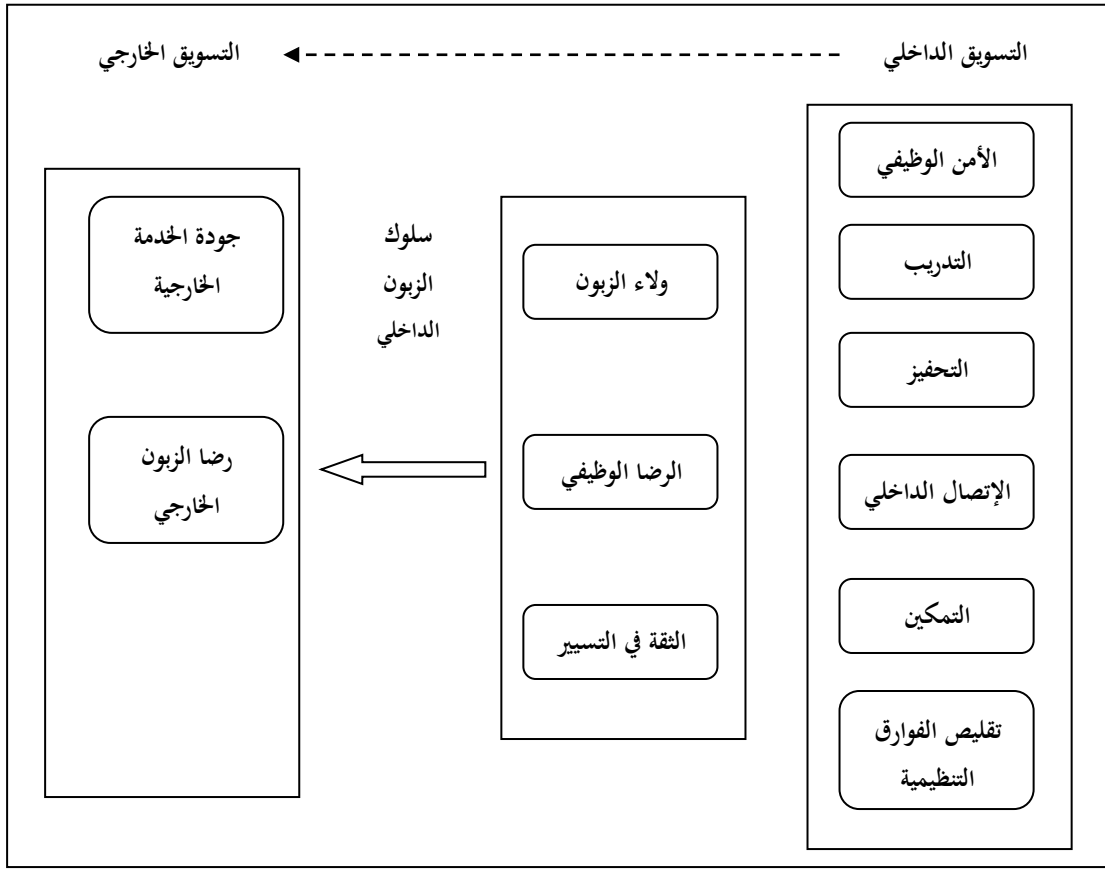 التسويق الداخلي
التسويق الخارجي
الأمن الوظيفي
التدريب
التحفيز
الإتصال الداخلي
التمكين
تقليص الفوارق
التنظيمية
ولاء الزبون
الرضا الوظيفي
الثقة في التسيير
سلوك
الزبون
الداخلي
جودة الخدمة
الخارجية
رضا الزبون
الخارجي